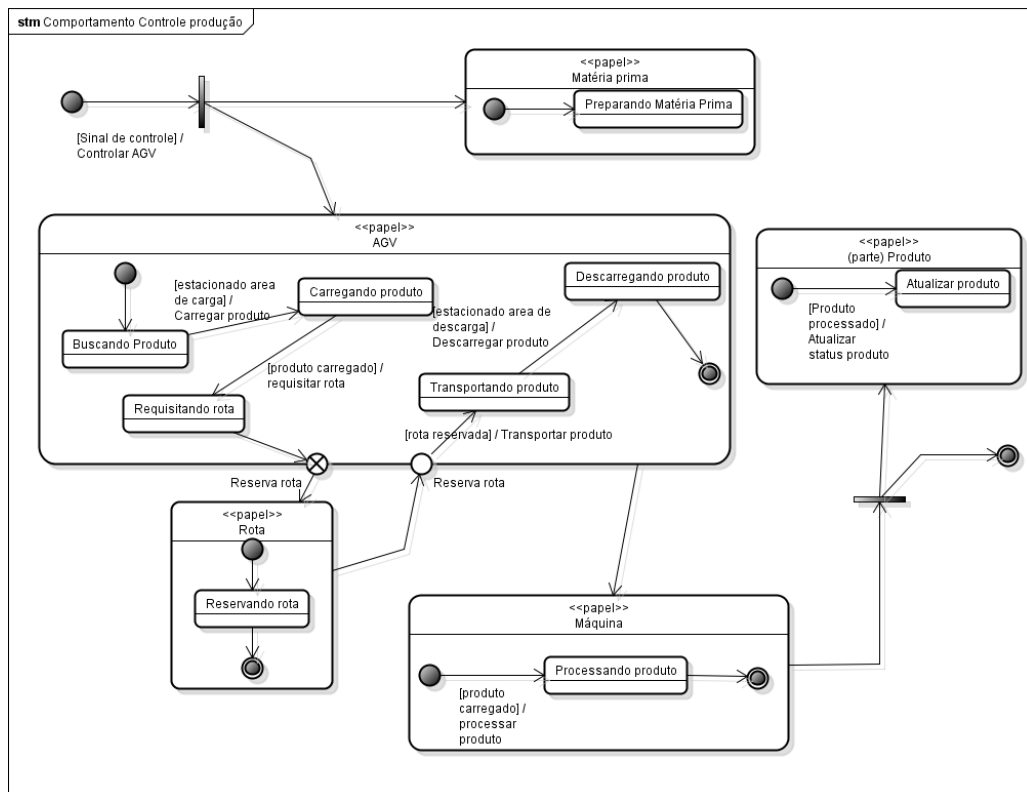 stm Comportamento Controle produção
<<papel>>
Matéria prima
Preparando Matéria Prima
[Sinal de controle] /
Controlar AGV
<<papel>>
AGV
[estacionado area
de carga] /
Carregar produto
Carregando produto
Descarregando produto
[estacionado area de
descarga] /
Descarregar produto
Buscando Produto
[produto carregado] /
requisitar rota
Transportando produto
Requisitando rota
[rota reservada] / Transportar produto
Reserva rota
Reserva rota
<<papel>>
(parte) Produto
Atualizar produto
[Produto
processado] /
Atualizar
status produto
<<papel>>
Rota
Reservando rota
<<papel>>
Máquina
Processando produto
[produto
carregado] /
processar
produto